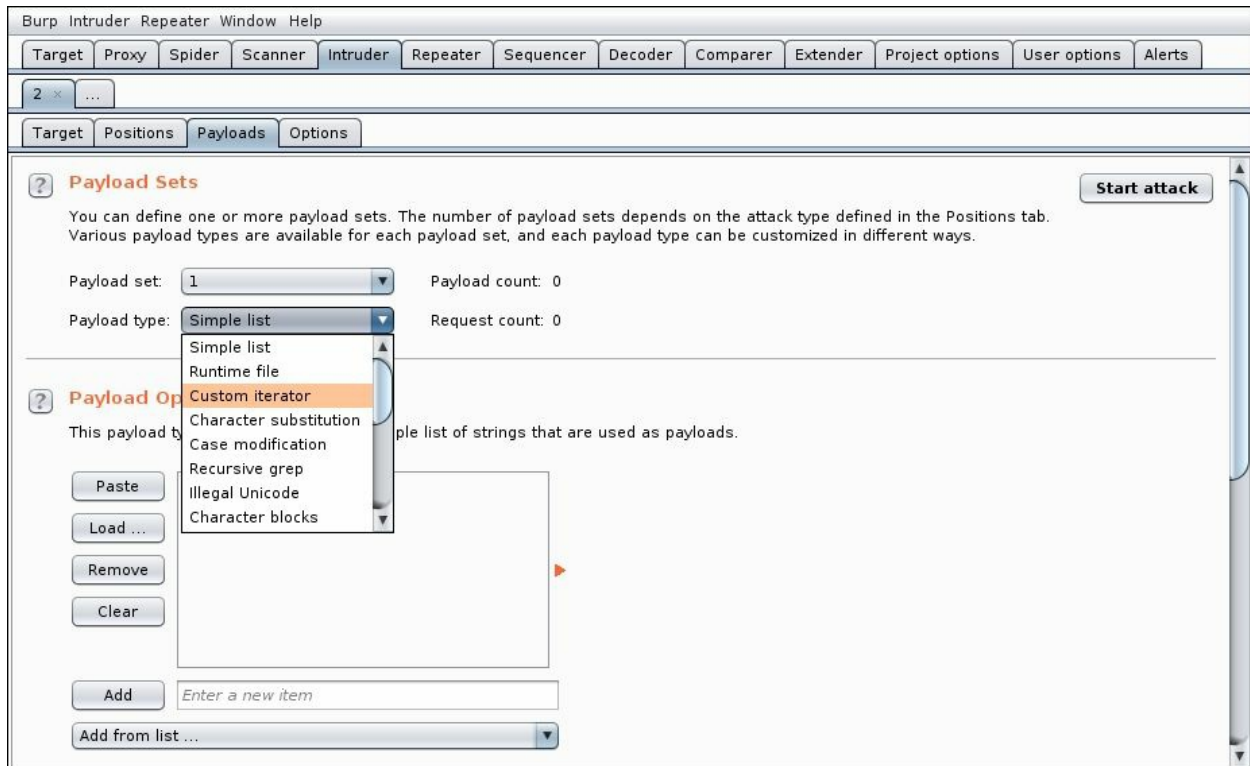 Burp Intruder Repeater Window Help
Target Proxy Spider Scanner Intruder Repeater Sequencer Decoder Comparer Extender Project options User options Alerts
2 × ...
Target Positions Payloads Options
? Payload Sets
Start attack
You can define one or more payload sets. The number of payload sets depends on the attack type defined in the Positions tab.
Various payload types are available for each payload set, and each payload type can be customized in different ways.
Payload set: 1 Payload count: 0
Payload type: Simple list Request count: 0
Simple list
Runtime file
? Payload Op
Custom iterator
Character substitution
This payload ty ple list of strings that are used as payloads.
Case modification
Recursive grep
Illegal Unicode
Character blocks
Paste
Load ...
Remove
Clear
Add Enter a new item
Add from list ...